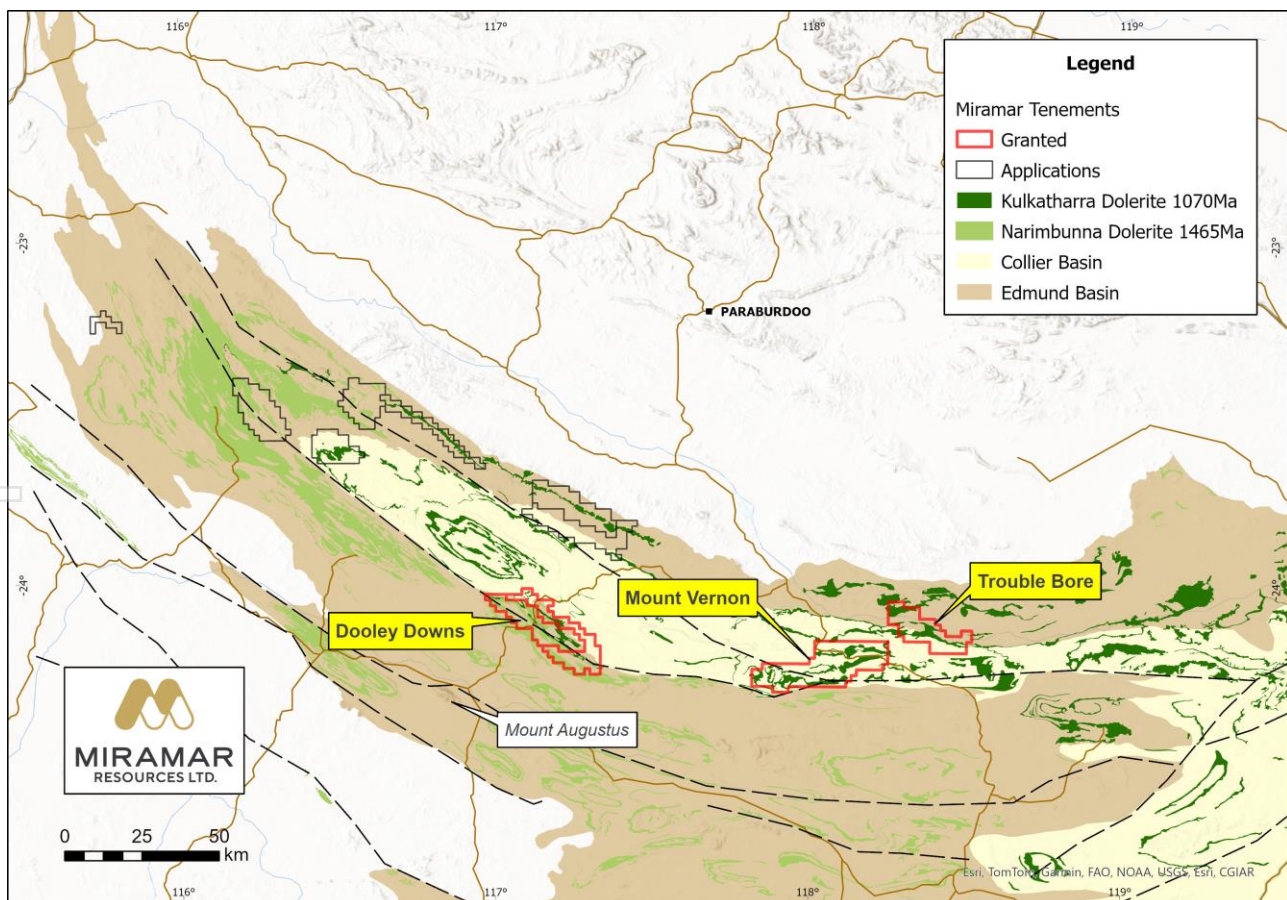 116°
117°
118°
119°
Legend
Miramar Tenements
Granted
Applications
Kulkatharra Dolerite 1070Ma
Narimbunna Dolerite 1465Ma
Collier Basin
Edmund Basin
-23°
-23°
PARABURDOO
-24°
-24°
Trouble Bore
Mount Vernon
Dooley Downs
Mount Augustus
MIRAMAR
RESOURCES LTD.
0 25 50
km
Esri, TomTom, Garmin, FAO, NOAA, USGS, Esri, CGIAR
116°
117°
118°
119°